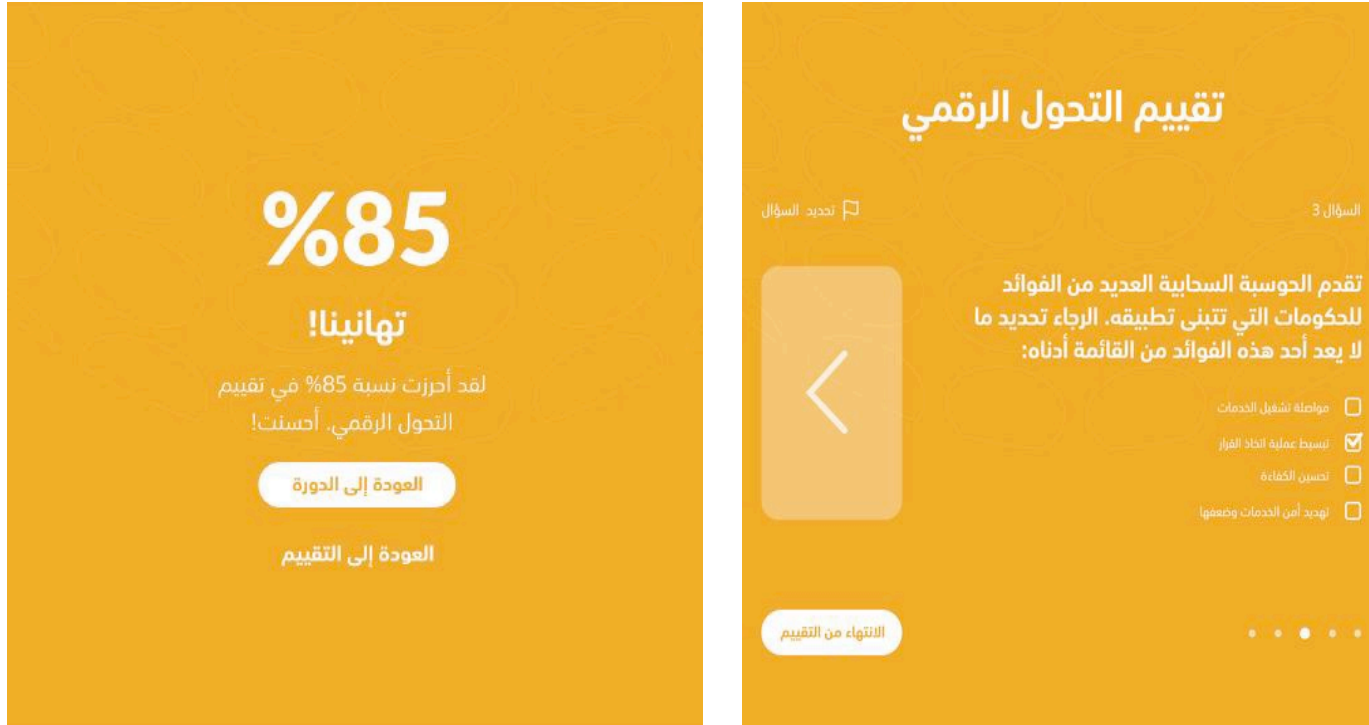 تقييم التحول الرقمي
السؤال 3
تحديد السؤال
تقدم الحوسبة السحابية العديد من الفوائد
للحكومات التي تتبنى تطبيقه. الرجاء تحديد ما
لا يعد أحد هذه الفوائد من القائمة أدناه:
مواصلة تشغيل الخدمات
تبسيط عملية اتخاذ القرار
تحسين الكفاءة
تهديد أمن الخدمات وضعفها
الانتهاء من التقييم
%85
تهانينا!
لقد أحرزت نسبة 85% في تقييم
التحول الرقمي. أحسنت!
العودة إلى الدورة
العودة إلى التقييم